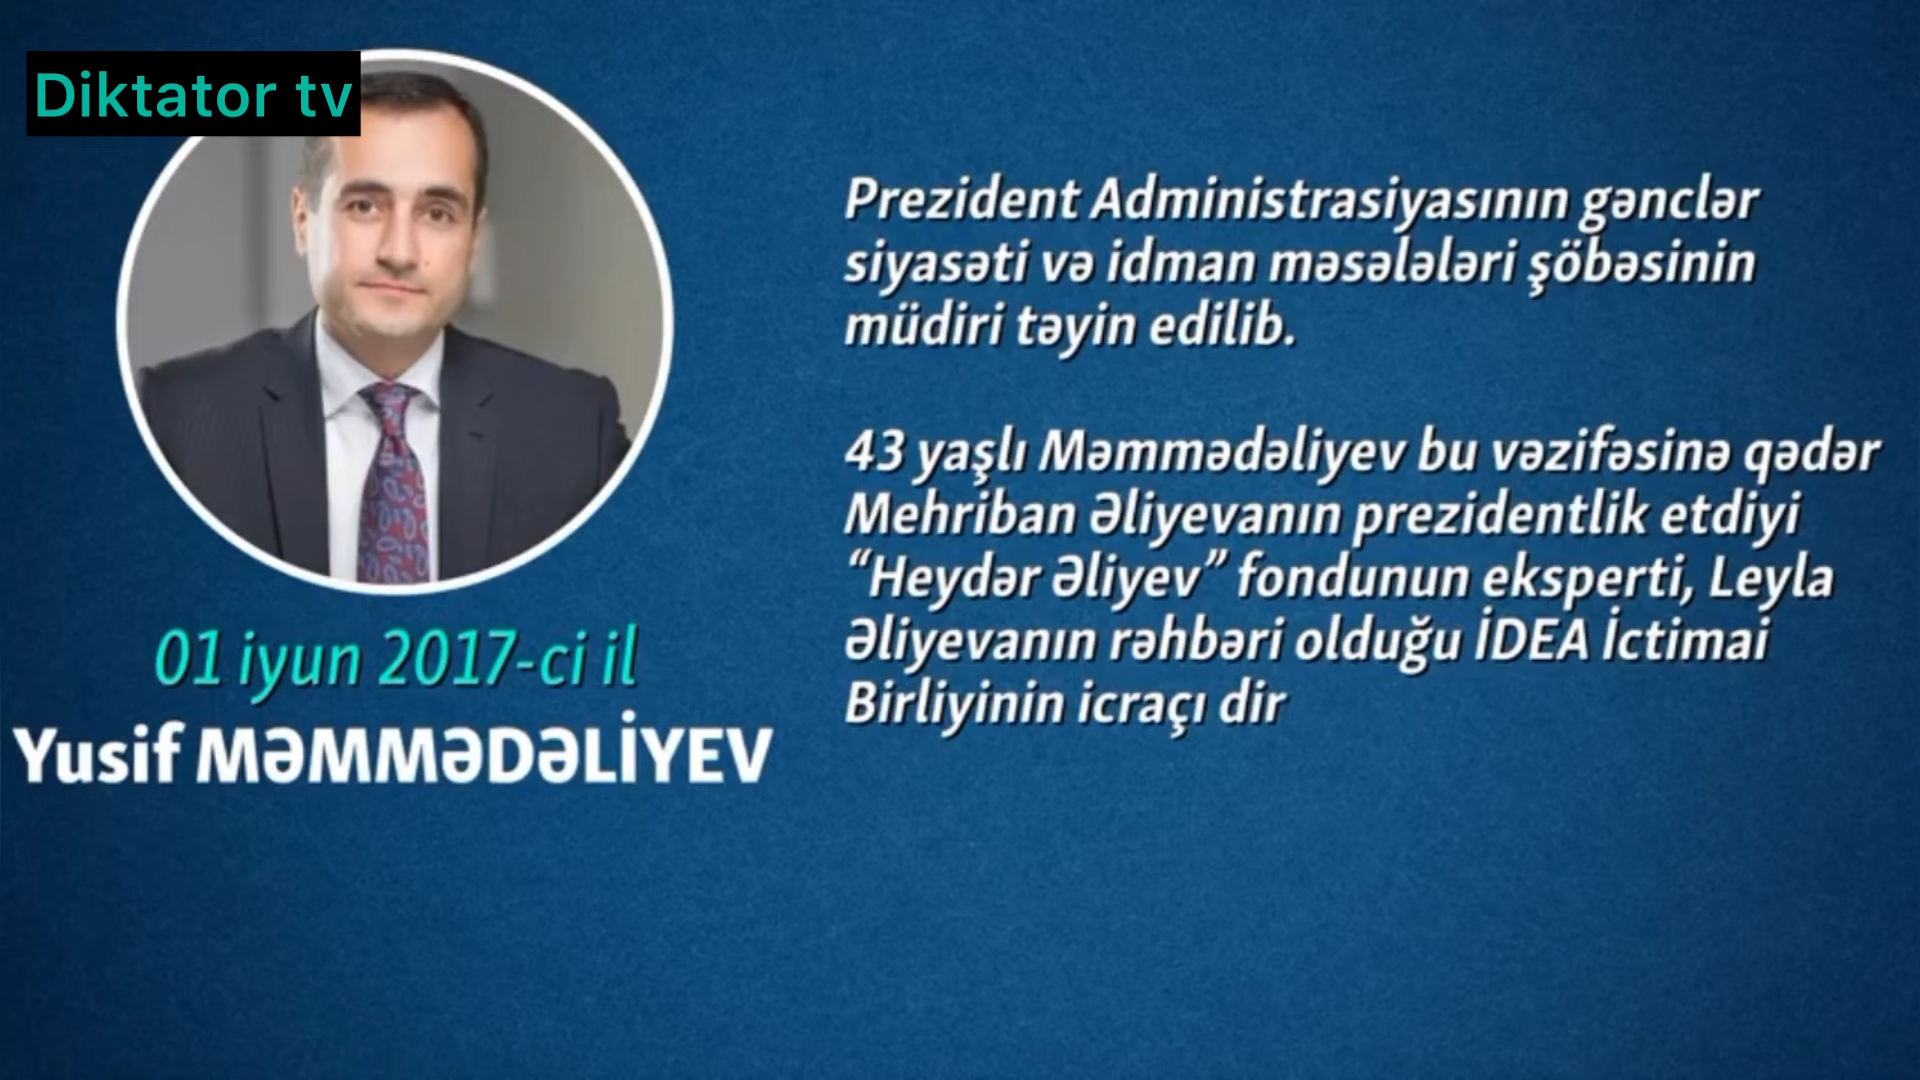 Diktator tv
01 iyun 2017-ci il
Yusif MƏMMƏDƏLİYEV
Prezident Administrasiyasının gənclər
siyasəti və idman məsələləri şöbəsinin
müdiri təyin edilib.
43 yaşlı Məmmədəliyev bu vəzifəsinə qədər
Mehriban Əliyevanın prezidentlik etdiyi
“Heydər Əliyev” fondunun eksperti, Leyla
Əliyevanın rəhbəri olduğu İDEA İctimai
Birliyinin icraçı dir